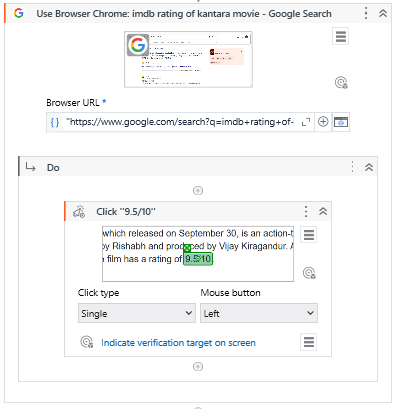 Use Browser Chrome: imdb rating of kantara movie - Google Search
Browser URL *
"https://www.google.com/search?q=imdb+rating+of-
Do
Click "9.5/10"
which released on September 30, is an action-t
by Rishabh and produced by Vijay Kiragandur. A
e film has a rating of 9.5/10
Click type
Mouse button
Single
Left
Indicate verification target on screen